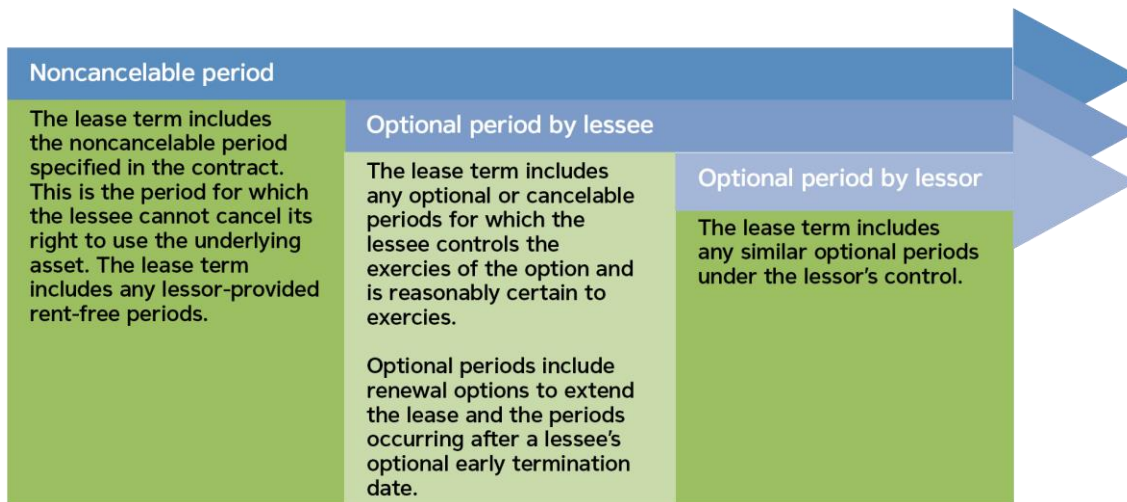 Noncancelable period
The lease term includes
the noncancelable period
specified in the contract.
This is the period for which
the lessee cannot cancel its
right to use the underlying
asset. The lease term
includes any lessor-provided
rent-free periods.
Optional period by lessee
The lease term includes
any optional or cancelable
periods for which the
lessee controls the
exercies of the option and
is reasonably certain to
exercies.
Optional periods include
renewal options to extend
the lease and the periods
occurring after a lessee’s
optional early termination
date.
Optional period by lessor
The lease term includes
any similar optional periods
under the lessor’s control.